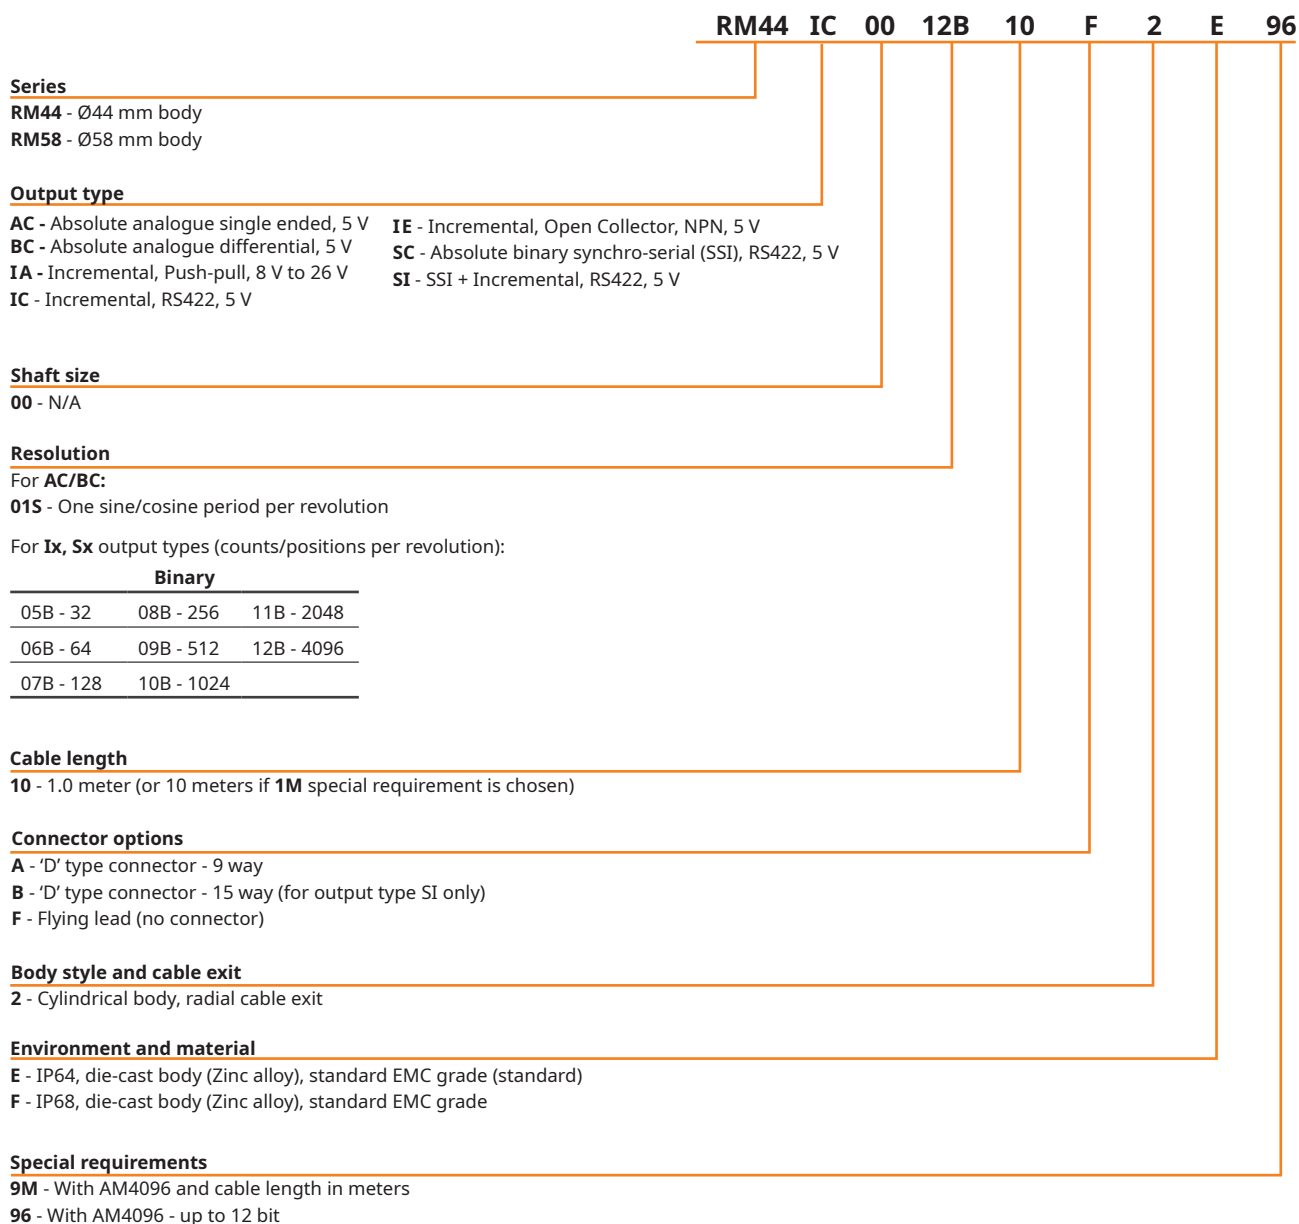 RM44 IC 00 12B 10 F 2 E 96
Series
RM44 - Ø44 mm body
RM58 - Ø58 mm body
Output type
AC - Absolute analogue single ended, 5 V
BC - Absolute analogue differential, 5 V
IA - Incremental, Push-pull, 8 V to 26 V
IC - Incremental, RS422, 5 V
IE - Incremental, Open Collector, NPN, 5 V
SC - Absolute binary synchro-serial (SSI), RS422, 5 V
SI - SSI + Incremental, RS422, 5 V
Shaft size
00 - N/A
Resolution
For AC/BC:
01S - One sine/cosine period per revolution
For Ix, Sx output types (counts/positions per revolution):
Binary
05B - 32 08B - 256 11B - 2048
06B - 64 09B - 512 12B - 4096
07B - 128 10B - 1024
Cable length
10 - 1.0 meter (or 10 meters if 1M special requirement is chosen)
Connector options
A - ‘D’ type connector - 9 way
B - ‘D’ type connector - 15 way (for output type SI only)
F - Flying lead (no connector)
Body style and cable exit
2 - Cylindrical body, radial cable exit
Environment and material
E - IP64, die-cast body (Zinc alloy), standard EMC grade (standard)
F - IP68, die-cast body (Zinc alloy), standard EMC grade
Special requirements
9M - With AM4096 and cable length in meters
96 - With AM4096 - up to 12 bit